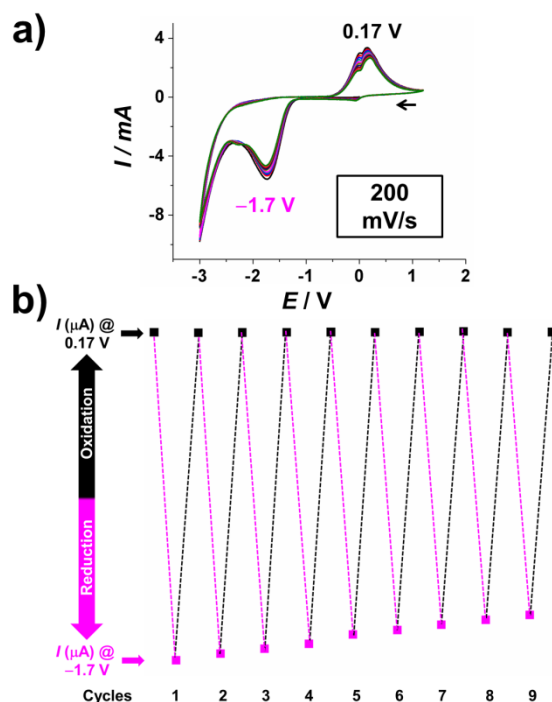 a)
0.17 V
I / mA
4
0
-4
-8
−1.7 V
200
mV/s
-3
-2
-1
0
1
2
E / V
b)
I (µA) @
0.17 V
Oxidation
Reduction
I (µA) @
−1.7 V
Cycles 1 2 3 4 5 6 7 8 9